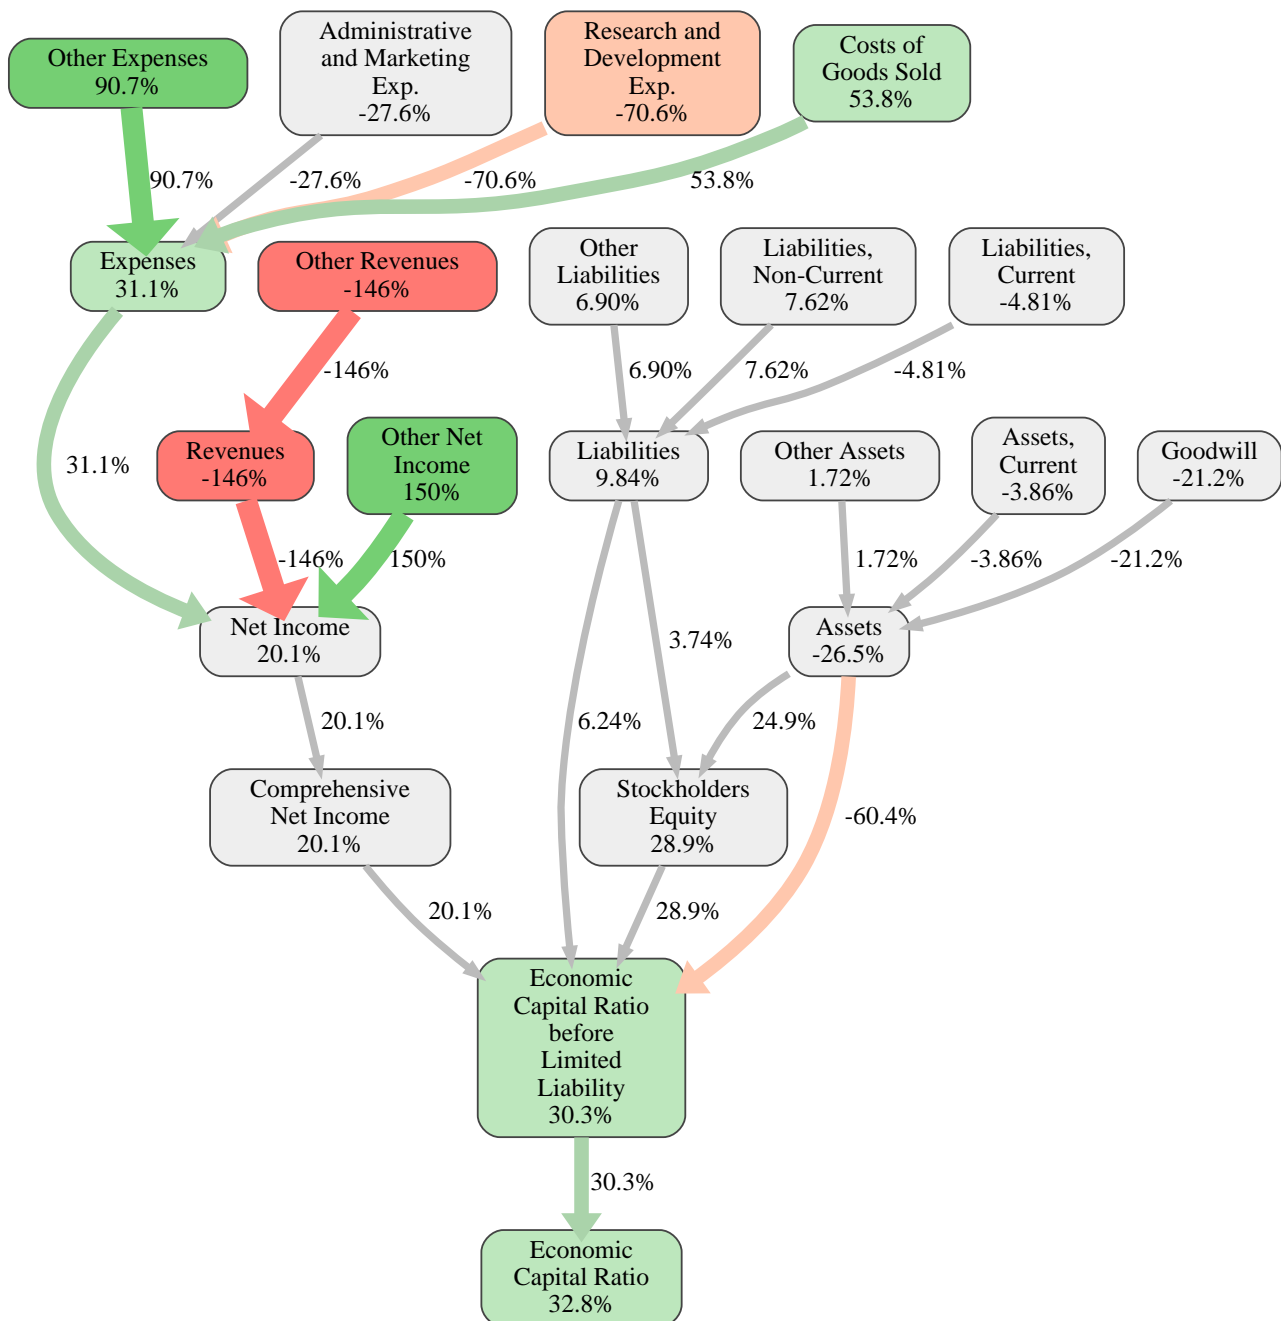 Other Expenses
90.7%
Administrative
and Marketing
Exp.
-27.6%
Research and
Development
Exp.
-70.6%
Costs of
Goods Sold
53.8%
90.7%
-27.6%
-70.6%
53.8%
Expenses
31.1%
Other Revenues
-146%
Other
Liabilities
6.90%
Liabilities,
Non-Current
7.62%
Liabilities,
Current
-4.81%
-146%
6.90%
7.62%
-4.81%
31.1%
Revenues
-146%
Other Net
Income
150%
Liabilities
9.84%
Other Assets
1.72%
Assets,
Current
-3.86%
Goodwill
-21.2%
-146%
150%
1.72%
-3.86%
-21.2%
Net Income
20.1%
3.74%
Assets
-26.5%
20.1%
6.24%
24.9%
Comprehensive
Net Income
20.1%
Stockholders
Equity
28.9%
-60.4%
20.1%
28.9%
Economic
Capital Ratio
before
Limited
Liability
30.3%
30.3%
Economic
Capital Ratio
32.8%